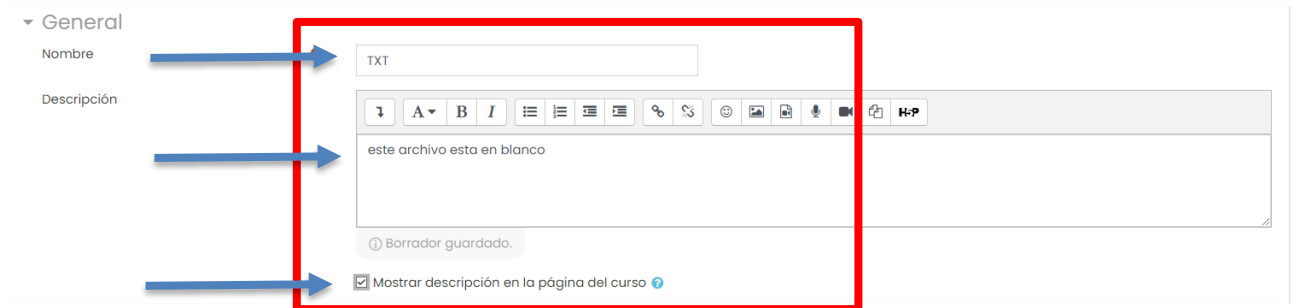 General
Nombre
TXT
Descripción
A B I H-P
este archivo esta en blanco
Borrador guardado.
Mostrar descripción en la página del curso